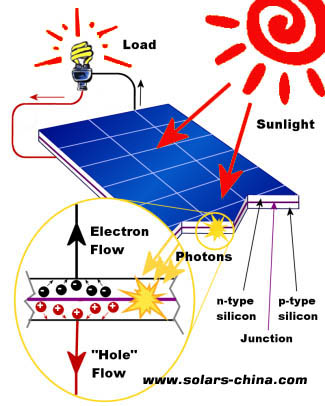 Load
Sunlight
Electron
Flow
Photons
"Hole"
Flow
n-type
silicon
p-type
silicon
Junction
www.solars-china.com